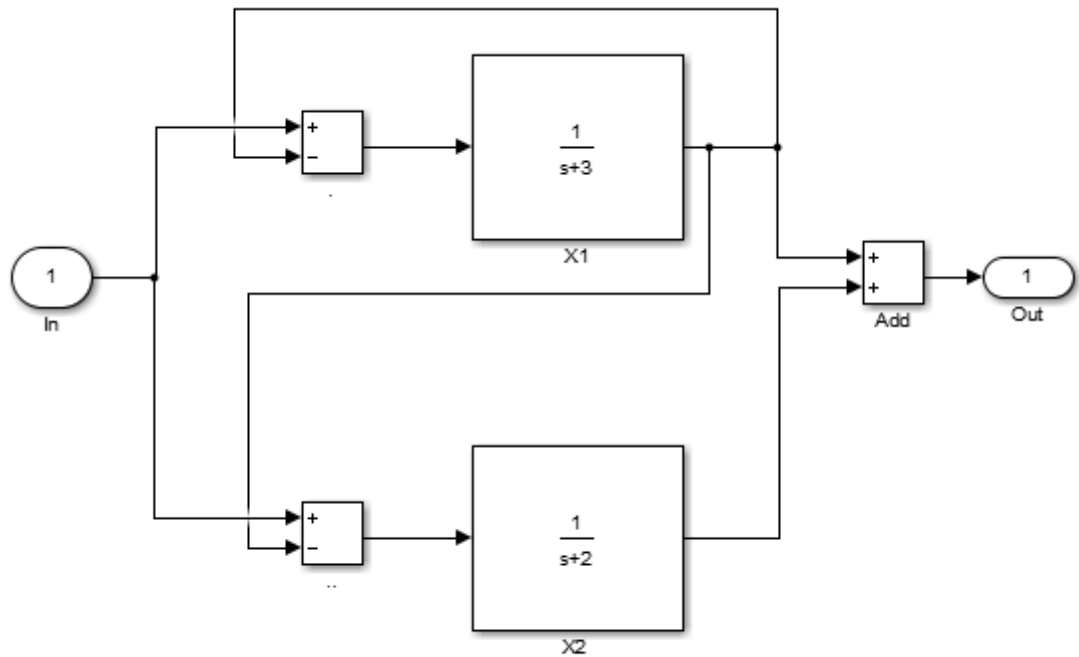 +
−
.
1
s+3
X1
1
In
+
+
Add
1
Out
+
−
..
1
s+2
X2